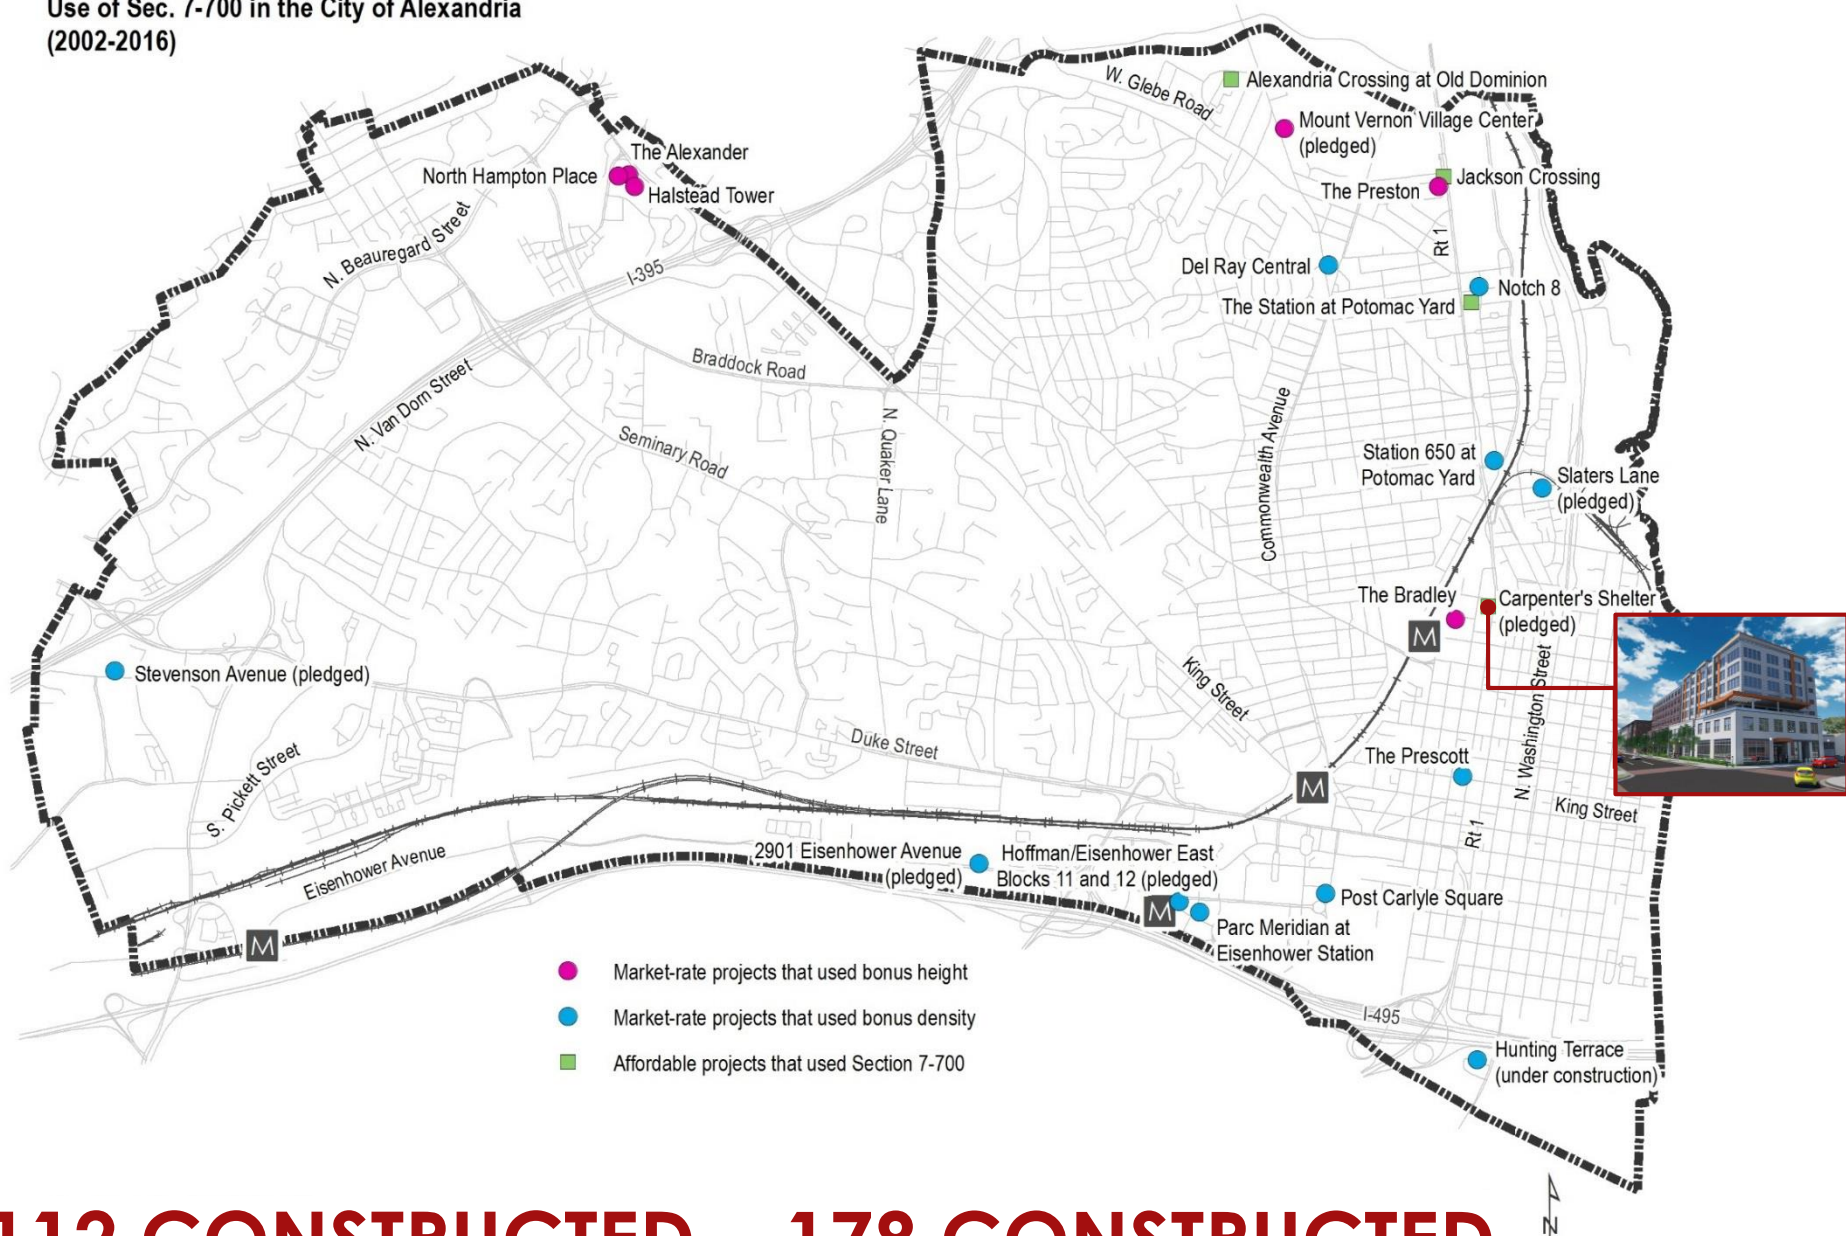 Use of Sec. 7-700 in the City of Alexandria
(2002-2016)
W. Glebe Road
Alexandria Crossing at Old Dominion
Mount Vernon Village Center
(pledged)
The Alexander
North Hampton Place
Halstead Tower
Jackson Crossing
The Preston
N. Beauregard Street
I-395
Rt 1
Del Ray Central
Notch 8
The Station at Potomac Yard
Braddock Road
N. Van Dorn Street
Seminary Road
N. Quaker Lane
Commonwealth Avenue
Station 650 at
Potomac Yard
Slaters Lane
(pledged)
The Bradley
Carpenter's Shelter
(pledged)
M
Stevenson Avenue (pledged)
King Street
N. Washington Street
Duke Street
The Prescott
M
S. Pickett Street
King Street
Rt 1
Eisenhower Avenue
2901 Eisenhower Avenue
(pledged)
Hoffman/Eisenhower East
Blocks 11 and 12 (pledged)
M
Post Carlyle Square
Parc Meridian at
Eisenhower Station
M
Market-rate projects that used bonus height
Market-rate projects that used bonus density
Affordable projects that used Section 7-700
I-495
Hunting Terrace
(under construction)
N
112 CONSTRUCTED
178 CONSTRUCTED